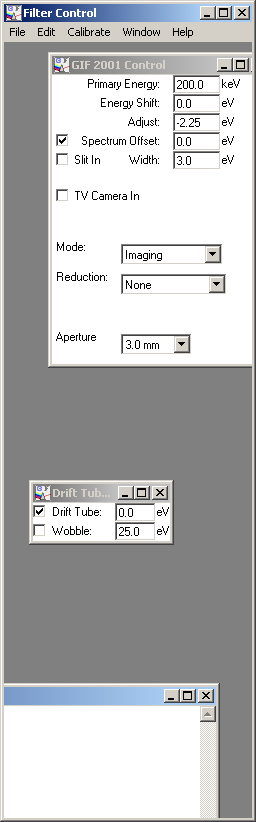 Filter Control
File Edit Calibrate Window Help
GIF 2001 Control
Primary Energy: 200.0 keV
Energy Shift: 0.0 eV
Adjust: -2.25 eV
Spectrum Offset: 0.0 eV
Slit In Width: 3.0 eV
TV Camera In
Mode: Imaging
Reduction: None
Aperture 3.0 mm
Drift Tub...
Drift Tube: 0.0 eV
Wobble: 25.0 eV